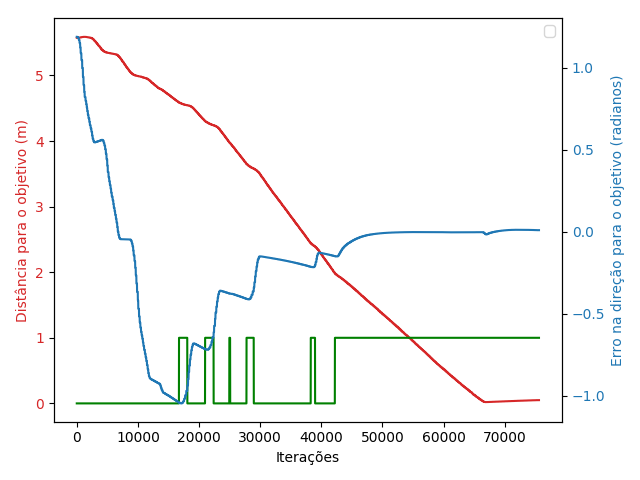 Distância para o objetivo (m)
5
4
3
2
1
0
1.0
0.5
0.0
−0.5
−1.0
Erro na direção para o objetivo (radianos)
0 10000 20000 30000 40000 50000 60000 70000
Iterações